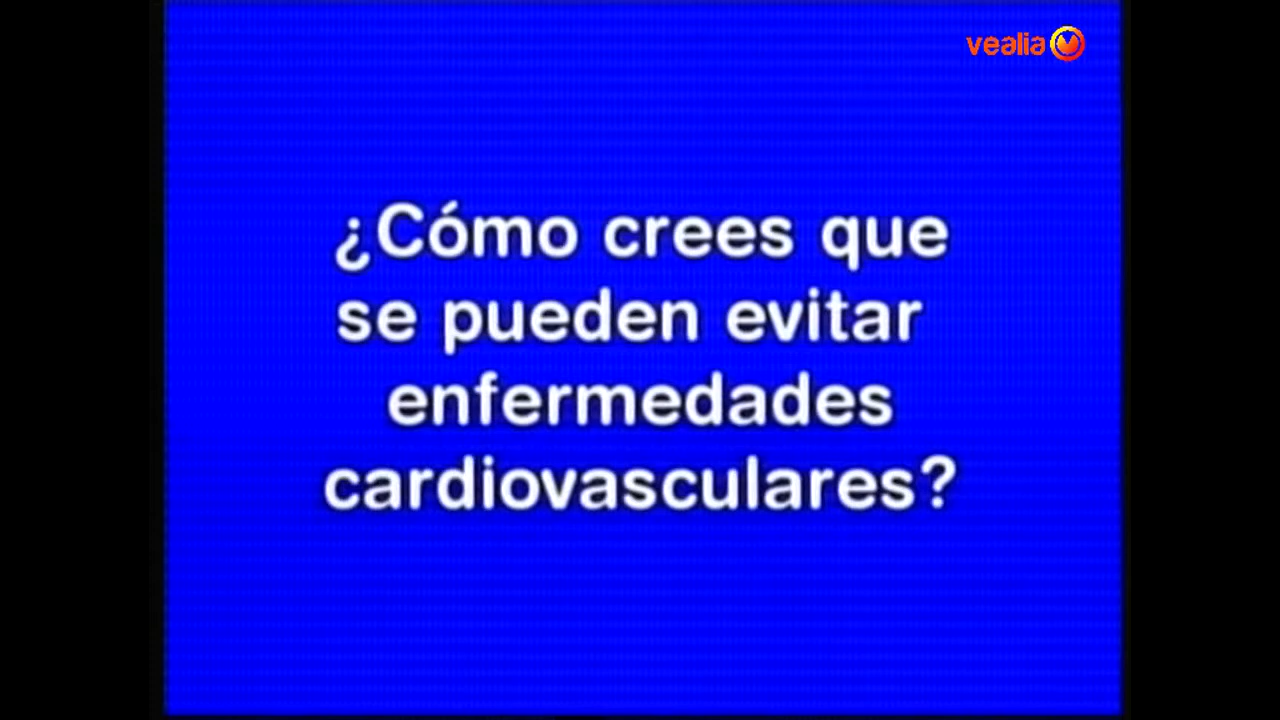 vealia
¿Cómo crees que
se pueden evitar
enfermedades
cardiovasculares?